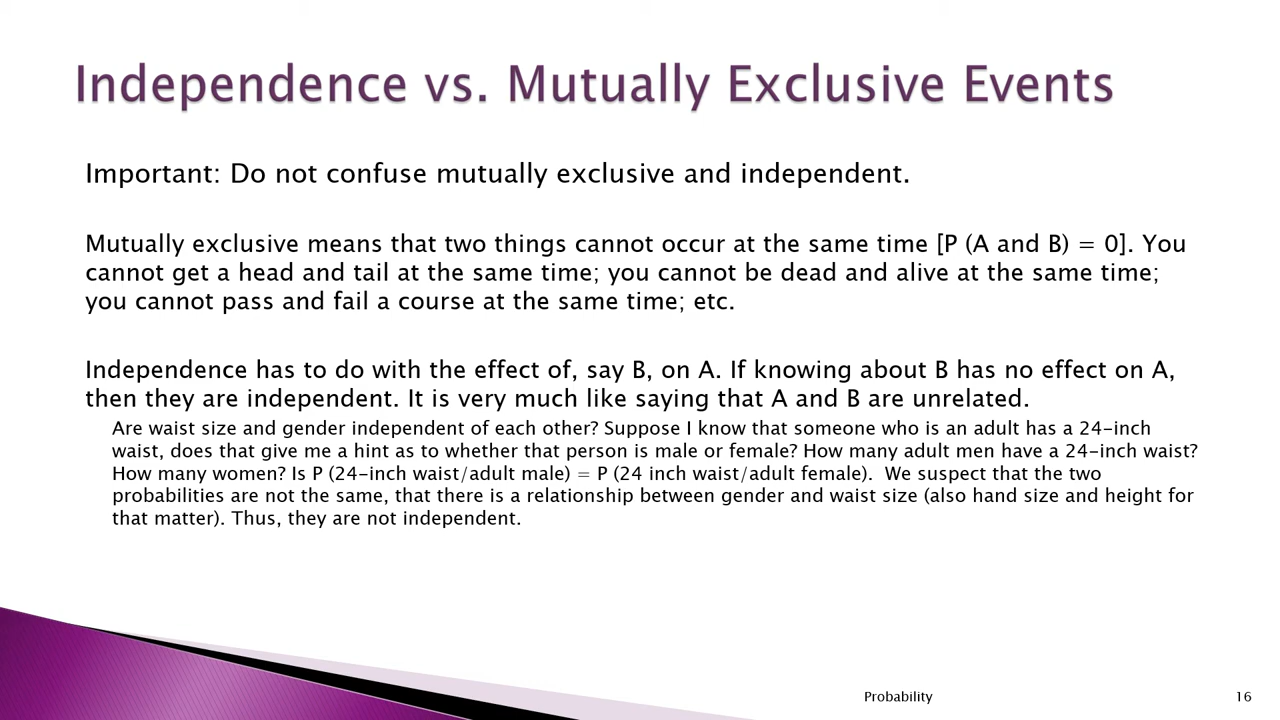 Independence vs. Mutually Exclusive Events
Important: Do not confuse mutually exclusive and independent.
Mutually exclusive means that two things cannot occur at the same time [P (A and B) = 0]. You
cannot get a head and tail at the same time; you cannot be dead and alive at the same time;
you cannot pass and fail a course at the same time; etc.
Independence has to do with the effect of, say B, on A. If knowing about B has no effect on A,
then they are independent. It is very much like saying that A and B are unrelated.
Are waist size and gender independent of each other? Suppose I know that someone who is an adult has a 24-inch
waist, does that give me a hint as to whether that person is male or female? How many adult men have a 24-inch waist?
How many women? Is P (24-inch waist/adult male) = P (24 inch waist/adult female).  We suspect that the two
probabilities are not the same, that there is a relationship between gender and waist size (also hand size and height for
that matter). Thus, they are not independent.
Probability
16